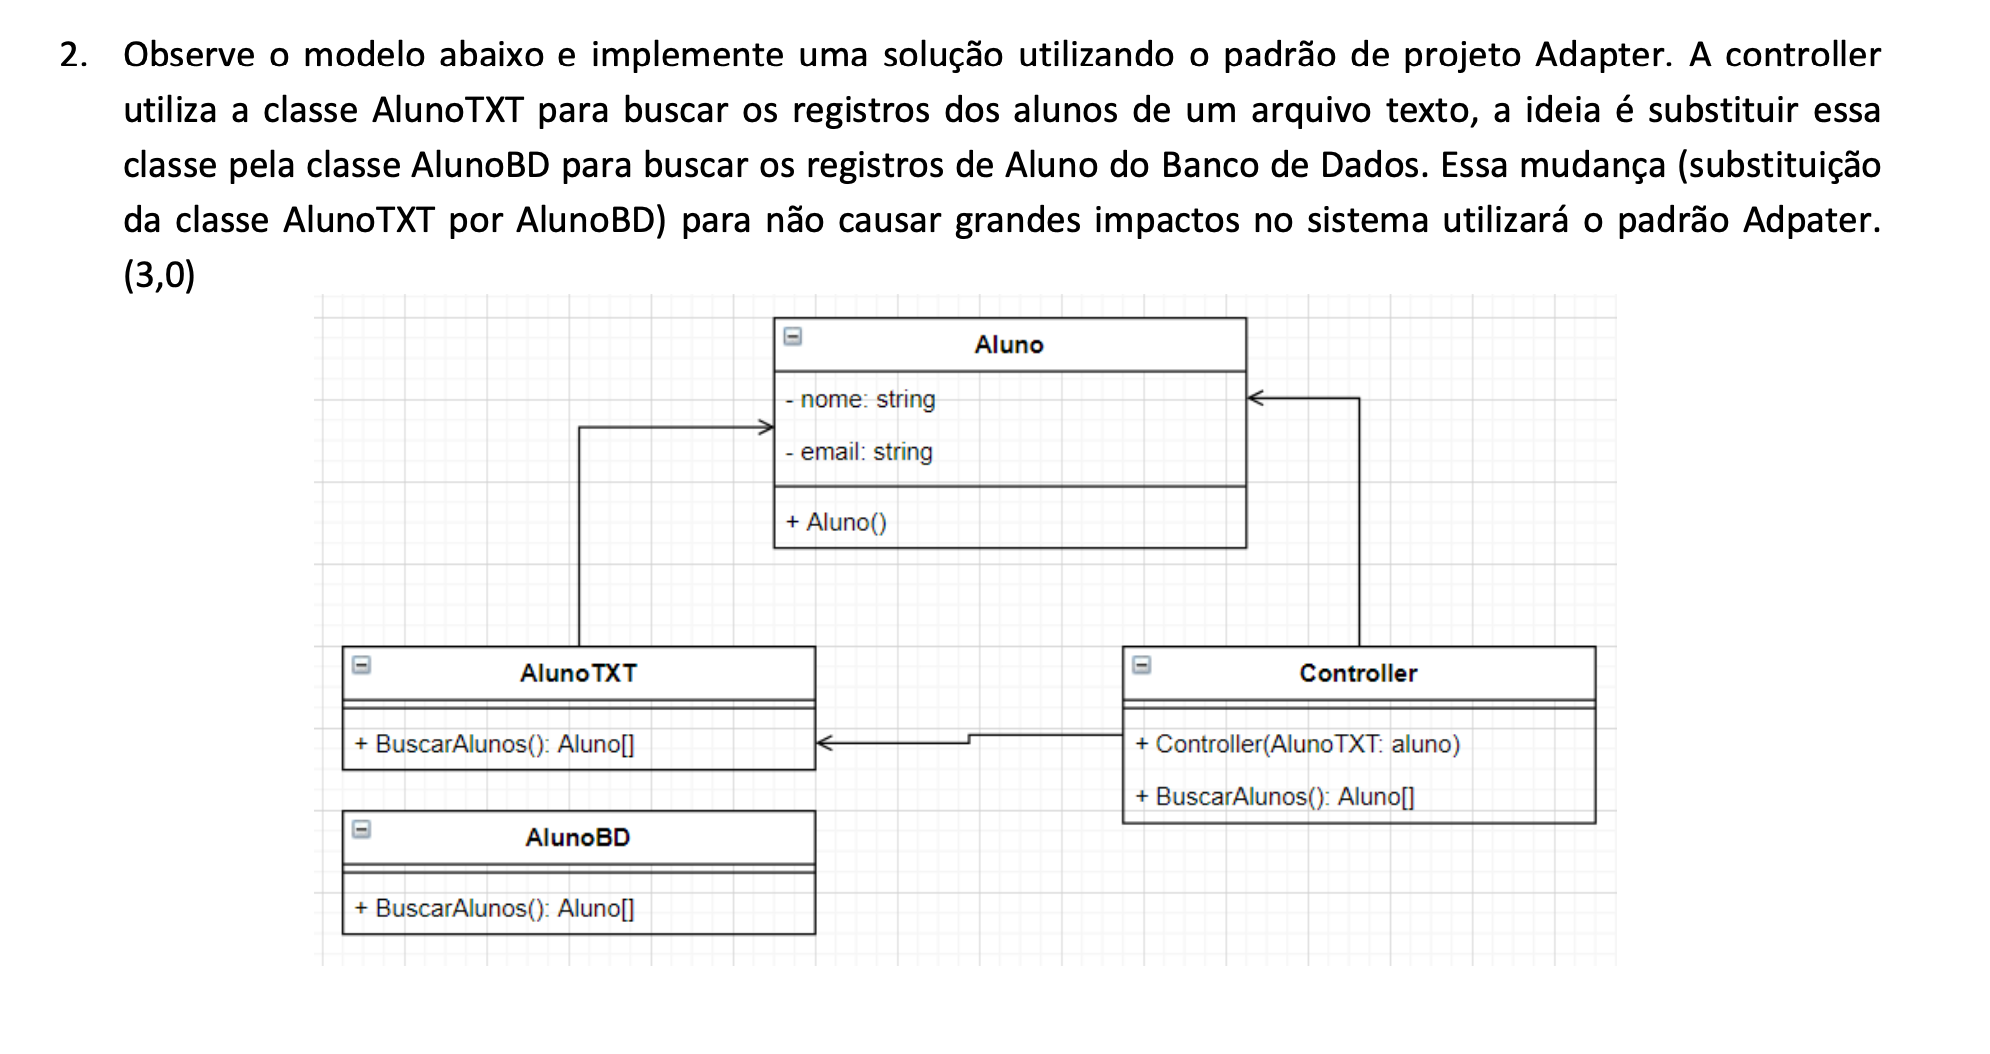 2. Observe o modelo abaixo e implemente uma solução utilizando o padrão de projeto Adapter. A controller
utiliza a classe AlunoTXT para buscar os registros dos alunos de um arquivo texto, a ideia é substituir essa
classe pela classe AlunoBD para buscar os registros de Aluno do Banco de Dados. Essa mudança (substituição
da classe AlunoTXT por AlunoBD) para não causar grandes impactos no sistema utilizará o padrão Adpater.
(3,0)
Aluno
- nome: string
- email: string
+ Aluno()
AlunoTXT
+ BuscarAlunos(): Aluno[]
Controller
+ Controller(AlunoTXT: aluno)
+ BuscarAlunos(): Aluno[]
AlunoBD
+ BuscarAlunos(): Aluno[]